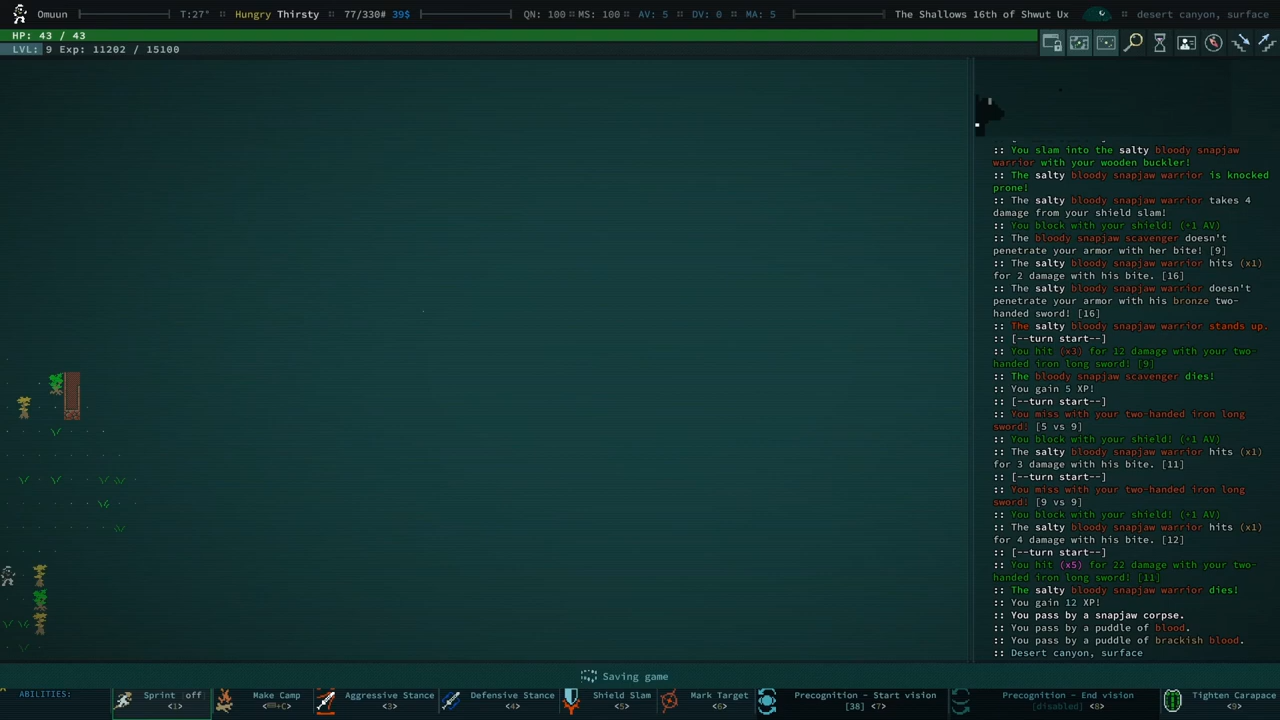 Omuun T:27° Hungry Thirsty 77/330# 39$ QN: 100 MS: 100 AV: 5 DV: 0 MA: 5 The Shallows 16th of Shwut Ux desert canyon, surface
HP: 43 / 43
LVL: 9 Exp: 11202 / 15100
:: You slam into the salty bloody snapjaw
warrior with your wooden buckler!
:: The salty bloody snapjaw warrior is knocked
prone!
:: The salty bloody snapjaw warrior takes 4
damage from your shield slam!
:: You block with your shield! (+1 AV)
:: The bloody snapjaw scavenger doesn't
penetrate your armor with her bite! [9]
:: The salty bloody snapjaw warrior hits (x1)
for 2 damage with his bite. [16]
:: The salty bloody snapjaw warrior doesn't
penetrate your armor with his bronze two-
handed sword! [16]
:: The salty bloody snapjaw warrior stands up.
:: [--turn start--]
:: You hit (x3) for 12 damage with your two-
handed iron long sword! [9]
:: The bloody snapjaw scavenger dies!
:: You gain 5 XP!
:: [--turn start--]
:: You miss with your two-handed iron long
sword! [5 vs 9]
:: You block with your shield! (+1 AV)
:: The salty bloody snapjaw warrior hits (x1)
for 3 damage with his bite. [11]
:: [--turn start--]
:: You miss with your two-handed iron long
sword! [9 vs 9]
:: You block with your shield! (+1 AV)
:: The salty bloody snapjaw warrior hits (x1)
for 4 damage with his bite. [12]
:: [--turn start--]
:: You hit (x5) for 22 damage with your two-
handed iron long sword! [11]
:: The salty bloody snapjaw warrior dies!
:: You gain 12 XP!
:: You pass by a snapjaw corpse.
:: You pass by a puddle of blood.
:: You pass by a puddle of brackish blood.
:: Desert canyon, surface
Saving game
ABILITIES: Sprint [off] <1> Make Camp <⌨+C> Aggressive Stance <3> Defensive Stance <4> Shield Slam <5> Mark Target <6> Precognition - Start vision [38] <7> Precognition - End vision [disabled] <8> Tighten Carapace <9>